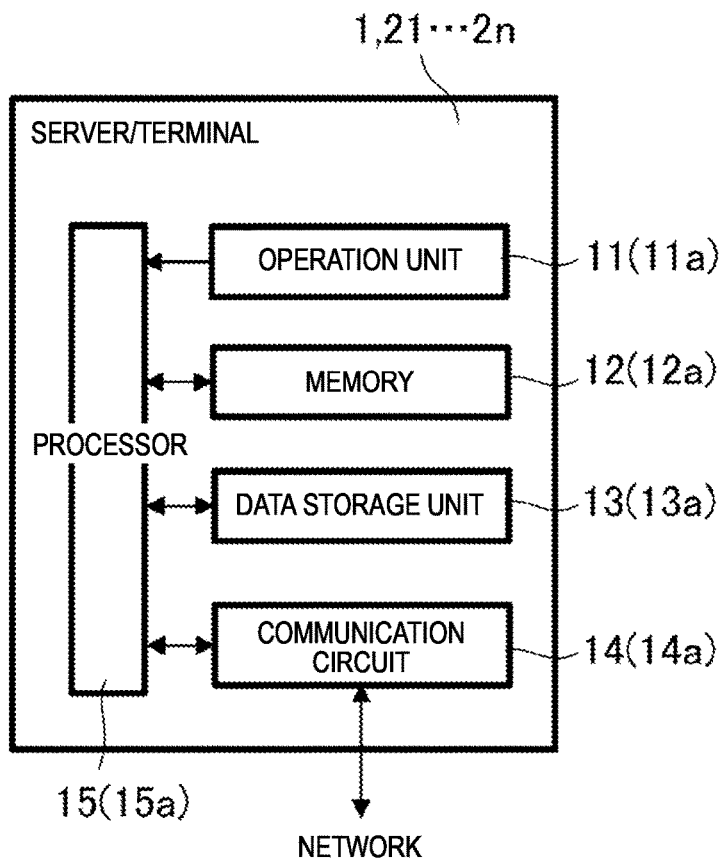 1,21···2n
SERVER/TERMINAL
OPERATION UNIT
11(11a)
MEMORY
12(12a)
PROCESSOR
DATA STORAGE UNIT
13(13a)
COMMUNICATION
CIRCUIT
14(14a)
15(15a)
NETWORK